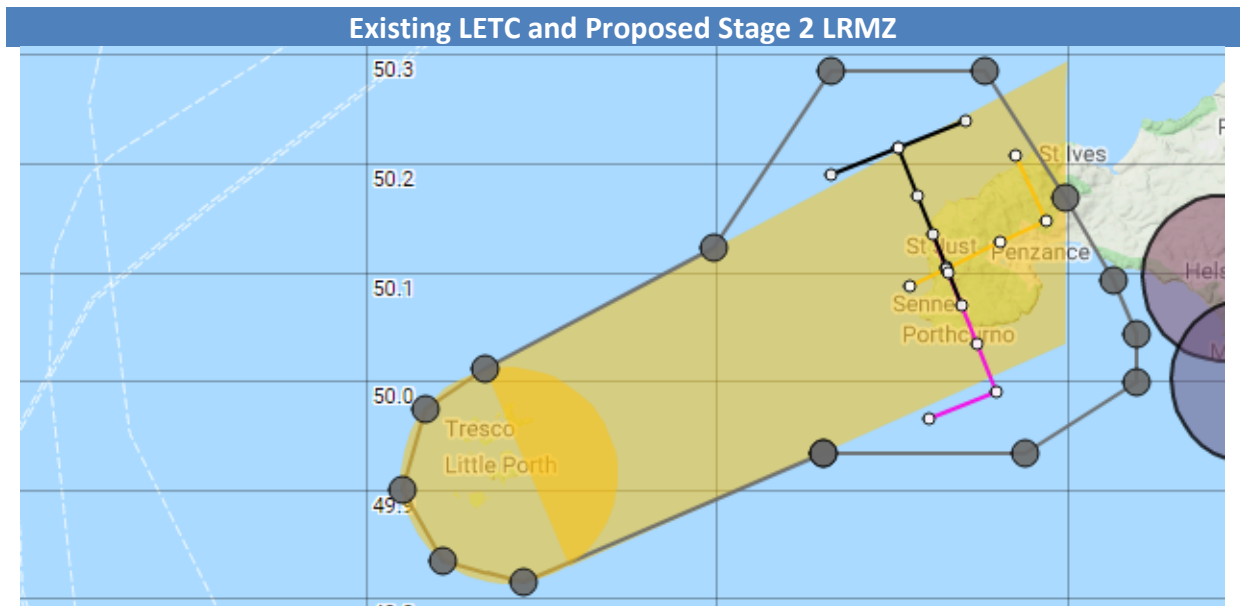 Existing LETC and Proposed Stage 2 LRMZ
50.3
St Ives
50.2
St Just
Penzance
50.1
Porthcurno
50.0
Tresco
Little Porth